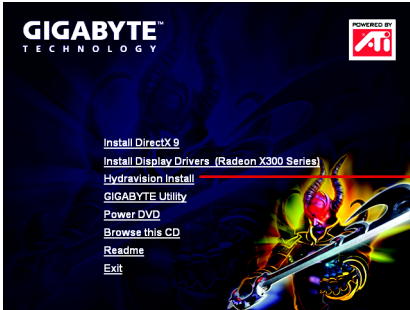 GIGABYTE™
TECHNOLOGY
POWERED BY
ATi
Install DirectX 9
Install Display Drivers (Radeon X300 Series)
Hydravision Install
GIGABYTE Utility
Power DVD
Browse this CD
Readme
Exit